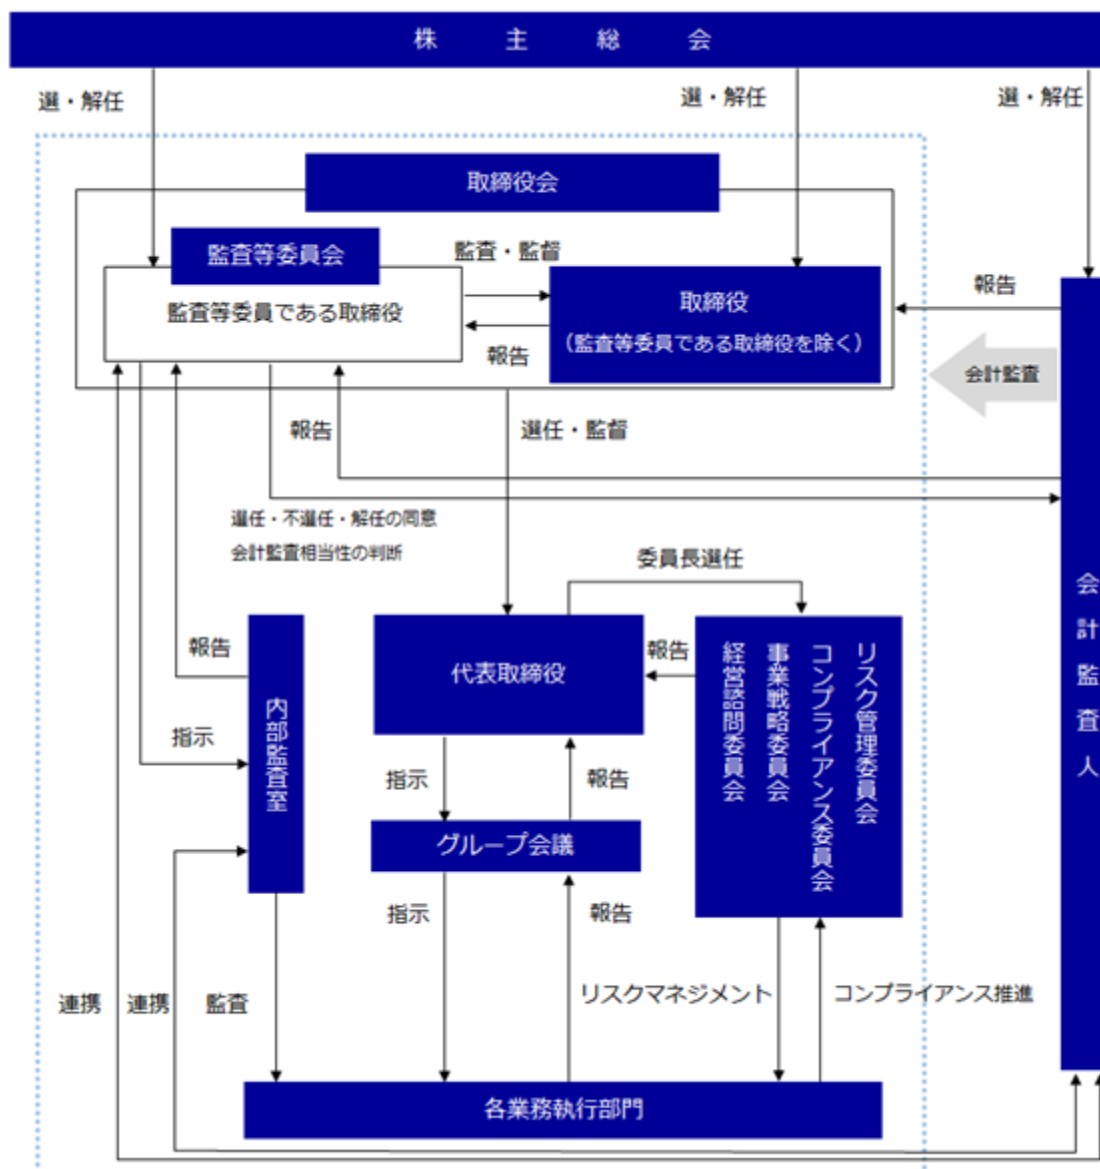 株主総会
選・解任
選・解任
選・解任
取締役会
監査等委員会
監査等委員である取締役
監査・監督
報告
取締役
(監査等委員である取締役を除く)
報告
会計監査
報告
選任・監督
選任・不選任・解任の同意
会計監査相当性の判断
委員長選任
会計監査人
報告
指示
内部監査室
代表取締役
報告
リスク管理委員会
コンプライアンス委員会
事業戦略委員会
経営諮問委員会
指示
報告
グループ会議
指示
報告
連携
連携
監査
リスクマネジメント
コンプライアンス推進
各業務執行部門